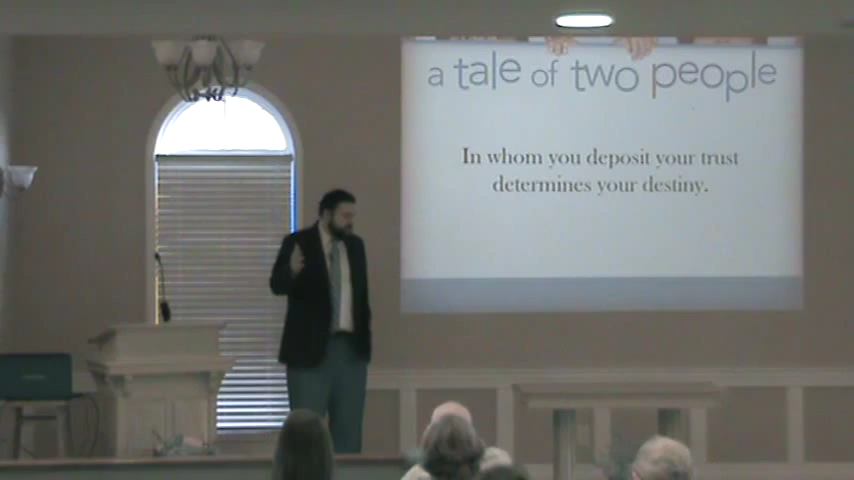 a tale of two people
In whom you deposit your trust
determines your destiny.